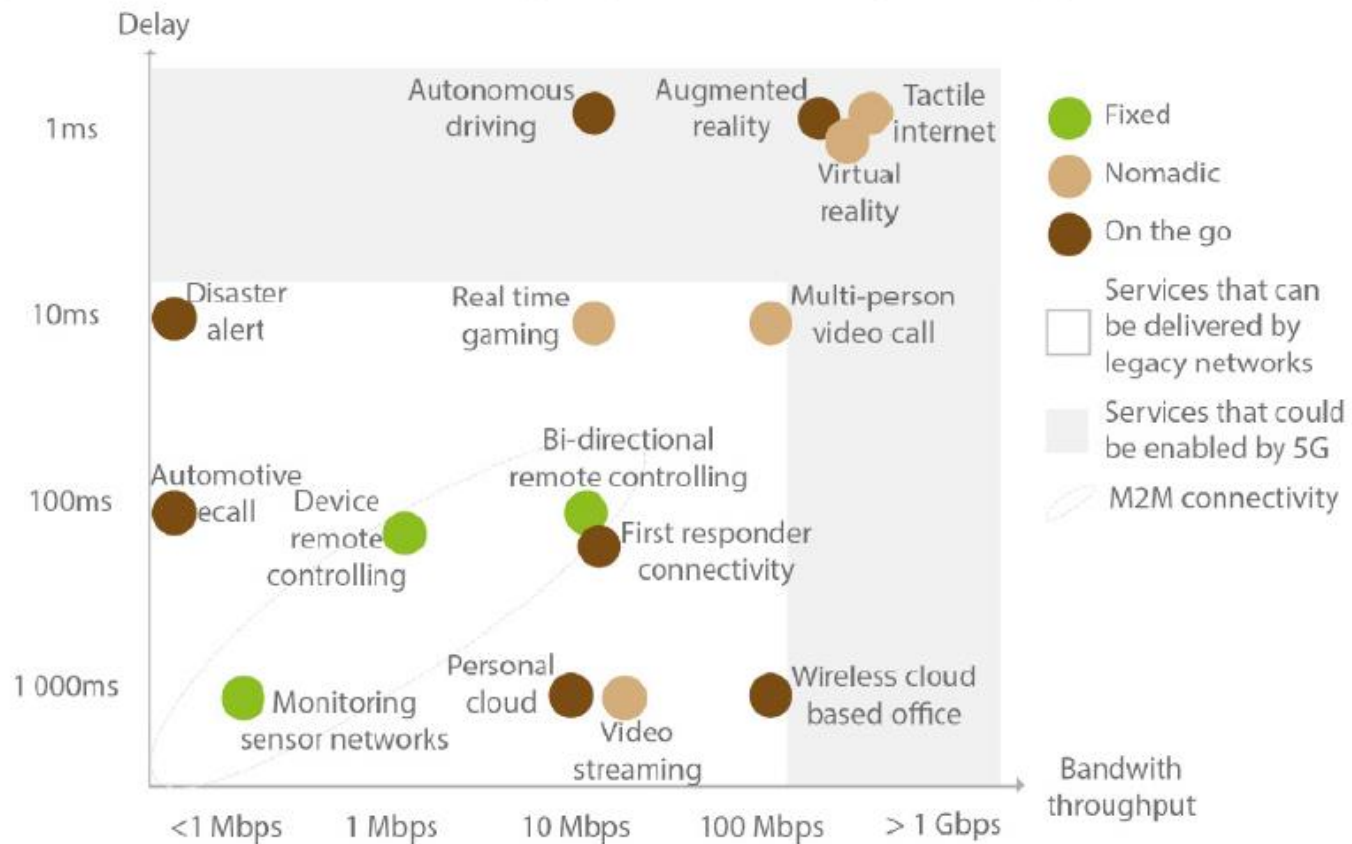 Delay
1ms
10ms
100ms
1 000ms
Autonomous
driving
Augmented
reality
Tactile
internet
Virtual
reality
Disaster
alert
Real time
gaming
Multi-person
video call
Bi-directional
remote controlling
Automotive
ecall
Device
remote
controlling
First responder
connectivity
Personal
cloud
Wireless cloud
based office
Monitoring
sensor networks
Video
streaming
<1 Mbps
1 Mbps
10 Mbps
100 Mbps
> 1 Gbps
Bandwith
throughput
Fixed
Nomadic
On the go
Services that can
be delivered by
legacy networks
Services that could
be enabled by 5G
M2M connectivity